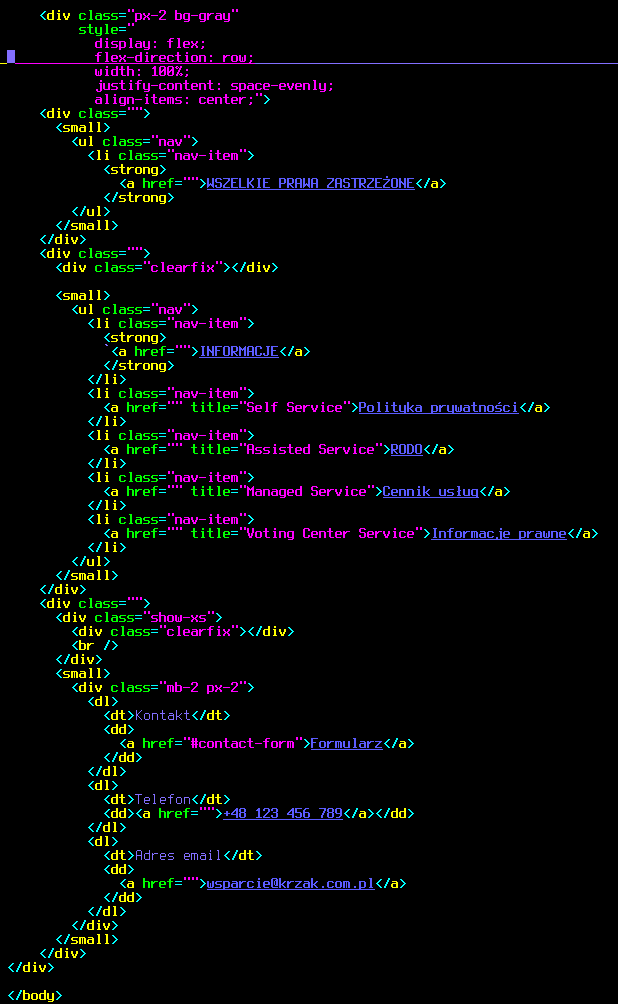 <div class="px-2 bg-gray"
style="
display: flex;
flex-direction: row;
width: 100%;
justify-content: space-evenly;
align-items: center;">
<div class="">
<small>
<ul class="nav">
<li class="nav-item">
<strong>
<a href="">WSZELKIE PRAWA ZASTRZEŻONE</a>
</strong>
</ul>
</small>
</div>
<div class="">
<div class="clearfix"></div>
<small>
<ul class="nav">
<li class="nav-item">
<strong>
`<a href="">INFORMACJE</a>
</strong>
</li>
<li class="nav-item">
<a href="" title="Self Service">Polityka prywatności</a>
</li>
<li class="nav-item">
<a href="" title="Assisted Service">RODO</a>
</li>
<li class="nav-item">
<a href="" title="Managed Service">Cennik usług</a>
</li>
<li class="nav-item">
<a href="" title="Voting Center Service">Informacje prawne</a>
</li>
</ul>
</small>
</div>
<div class="">
<div class="show-xs">
<div class="clearfix"></div>
<br />
</div>
<small>
<div class="mb-2 px-2">
<dl>
<dt>Kontakt</dt>
<dd>
<a href="#contact-form">Formularz</a>
</dd>
</dl>
<dl>
<dt>Telefon</dt>
<dd><a href="">+48 123 456 789</a></dd>
</dl>
<dl>
<dt>Adres email</dt>
<dd>
<a href="">wsparcie@krzak.com.pl</a>
</dd>
</dl>
</div>
</small>
</div>
</div>
</body>